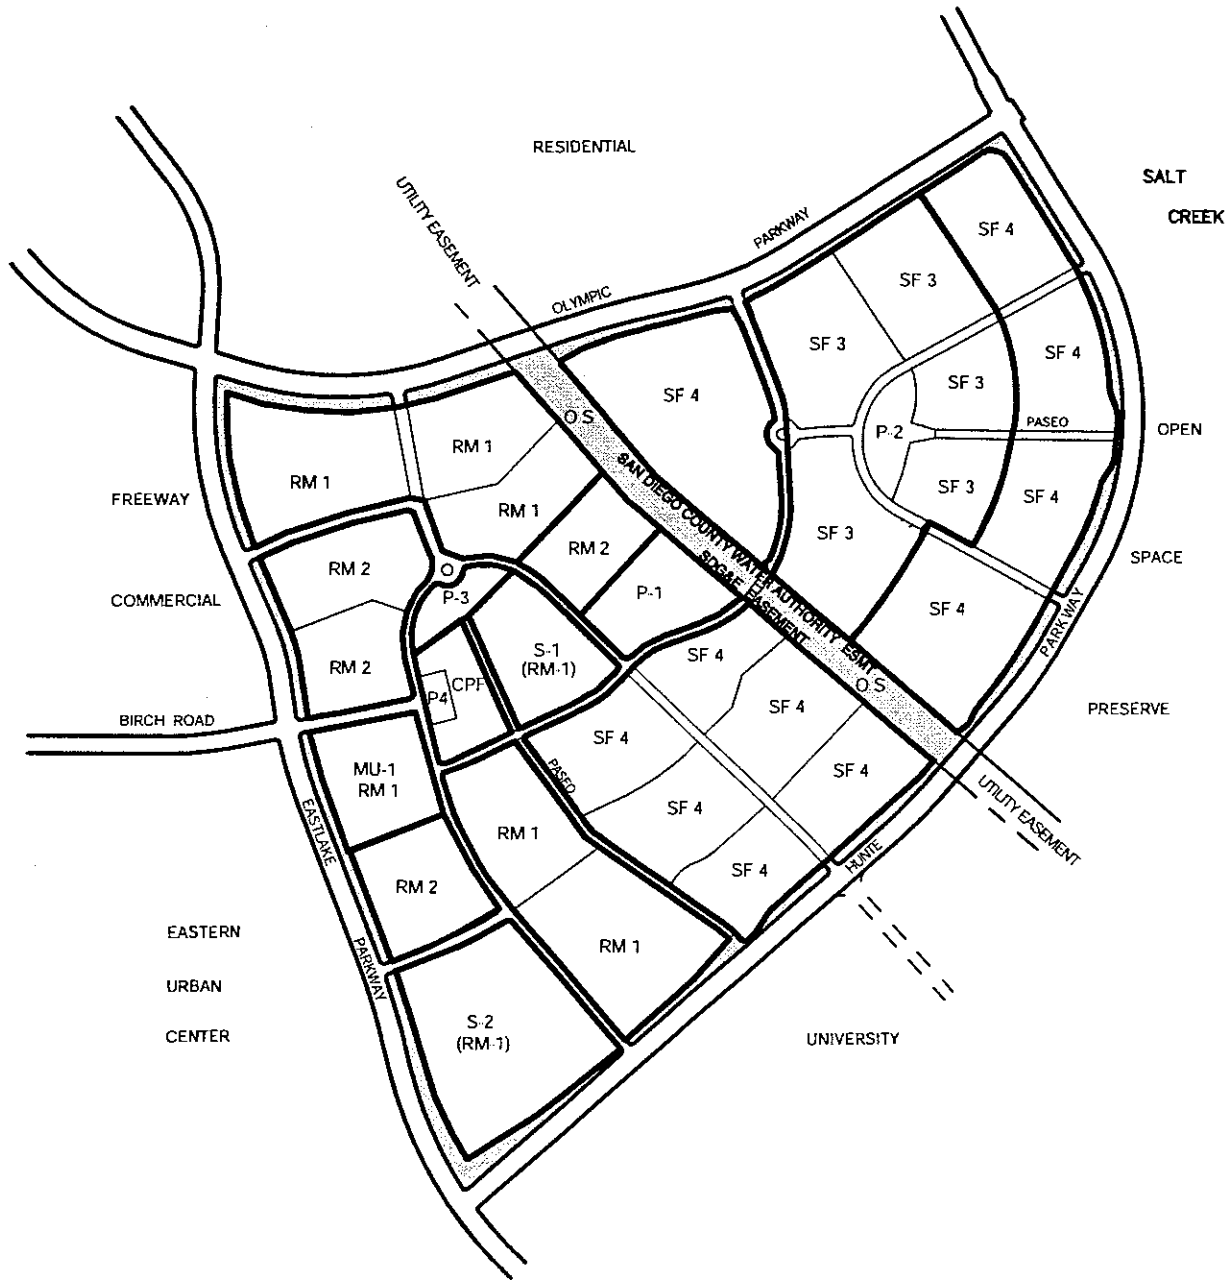 RESIDENTIAL
SALT
CREEK
UTILITY EASEMENT
PARKWAY
SF 4
OLYMPIC
SF 3
SF 3
SF 4
SF 4
SF 3
O S
PASEO
P-2
OPEN
RM 1
RM 1
SAN DIEGO COUNTY WATER AUTHORITY ESMT
SDG&E EASEMENT
SF 3
SF 4
FREEWAY
RM 1
SF 3
RM 2
SPACE
RM 2
P-3
P-1
SF 4
COMMERCIAL
PARKWAY
S-1
(RM-1)
SF 4
RM 2
CPF
P4
O S
SF 4
PRESERVE
BIRCH ROAD
SF 4
MU-1
RM 1
PASEO
SF 4
UTILITY EASEMENT
EASTLAKE
SF 4
RM 1
HUNTE
SF 4
RM 2
EASTERN
RM 1
PARKWAY
URBAN
S-2
(RM-1)
CENTER
UNIVERSITY